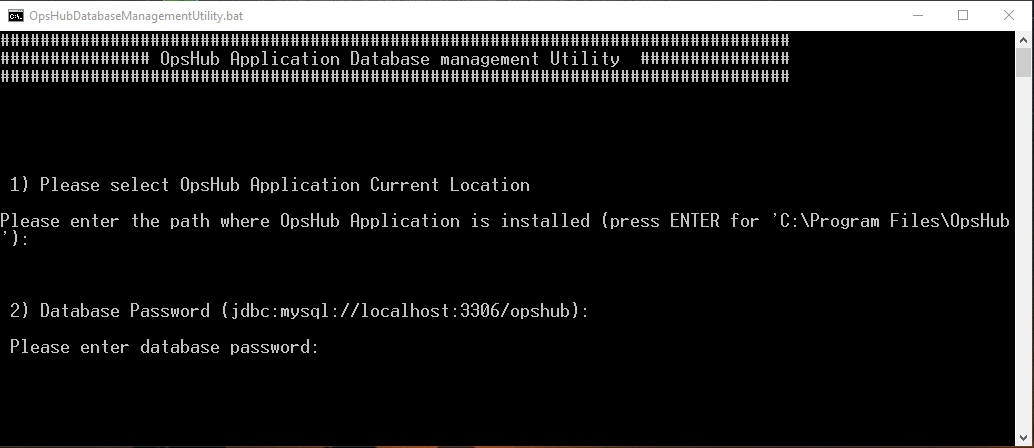 OpsHubDatabaseManagementUtility.bat
###############################################################################
############### OpsHub Application Database management Utility  ###############
###############################################################################
1) Please select OpsHub Application Current Location
Please enter the path where OpsHub Application is installed (press ENTER for 'C:\Program Files\OpsHub
'):
2) Database Password (jdbc:mysql://localhost:3306/opshub):
Please enter database password: